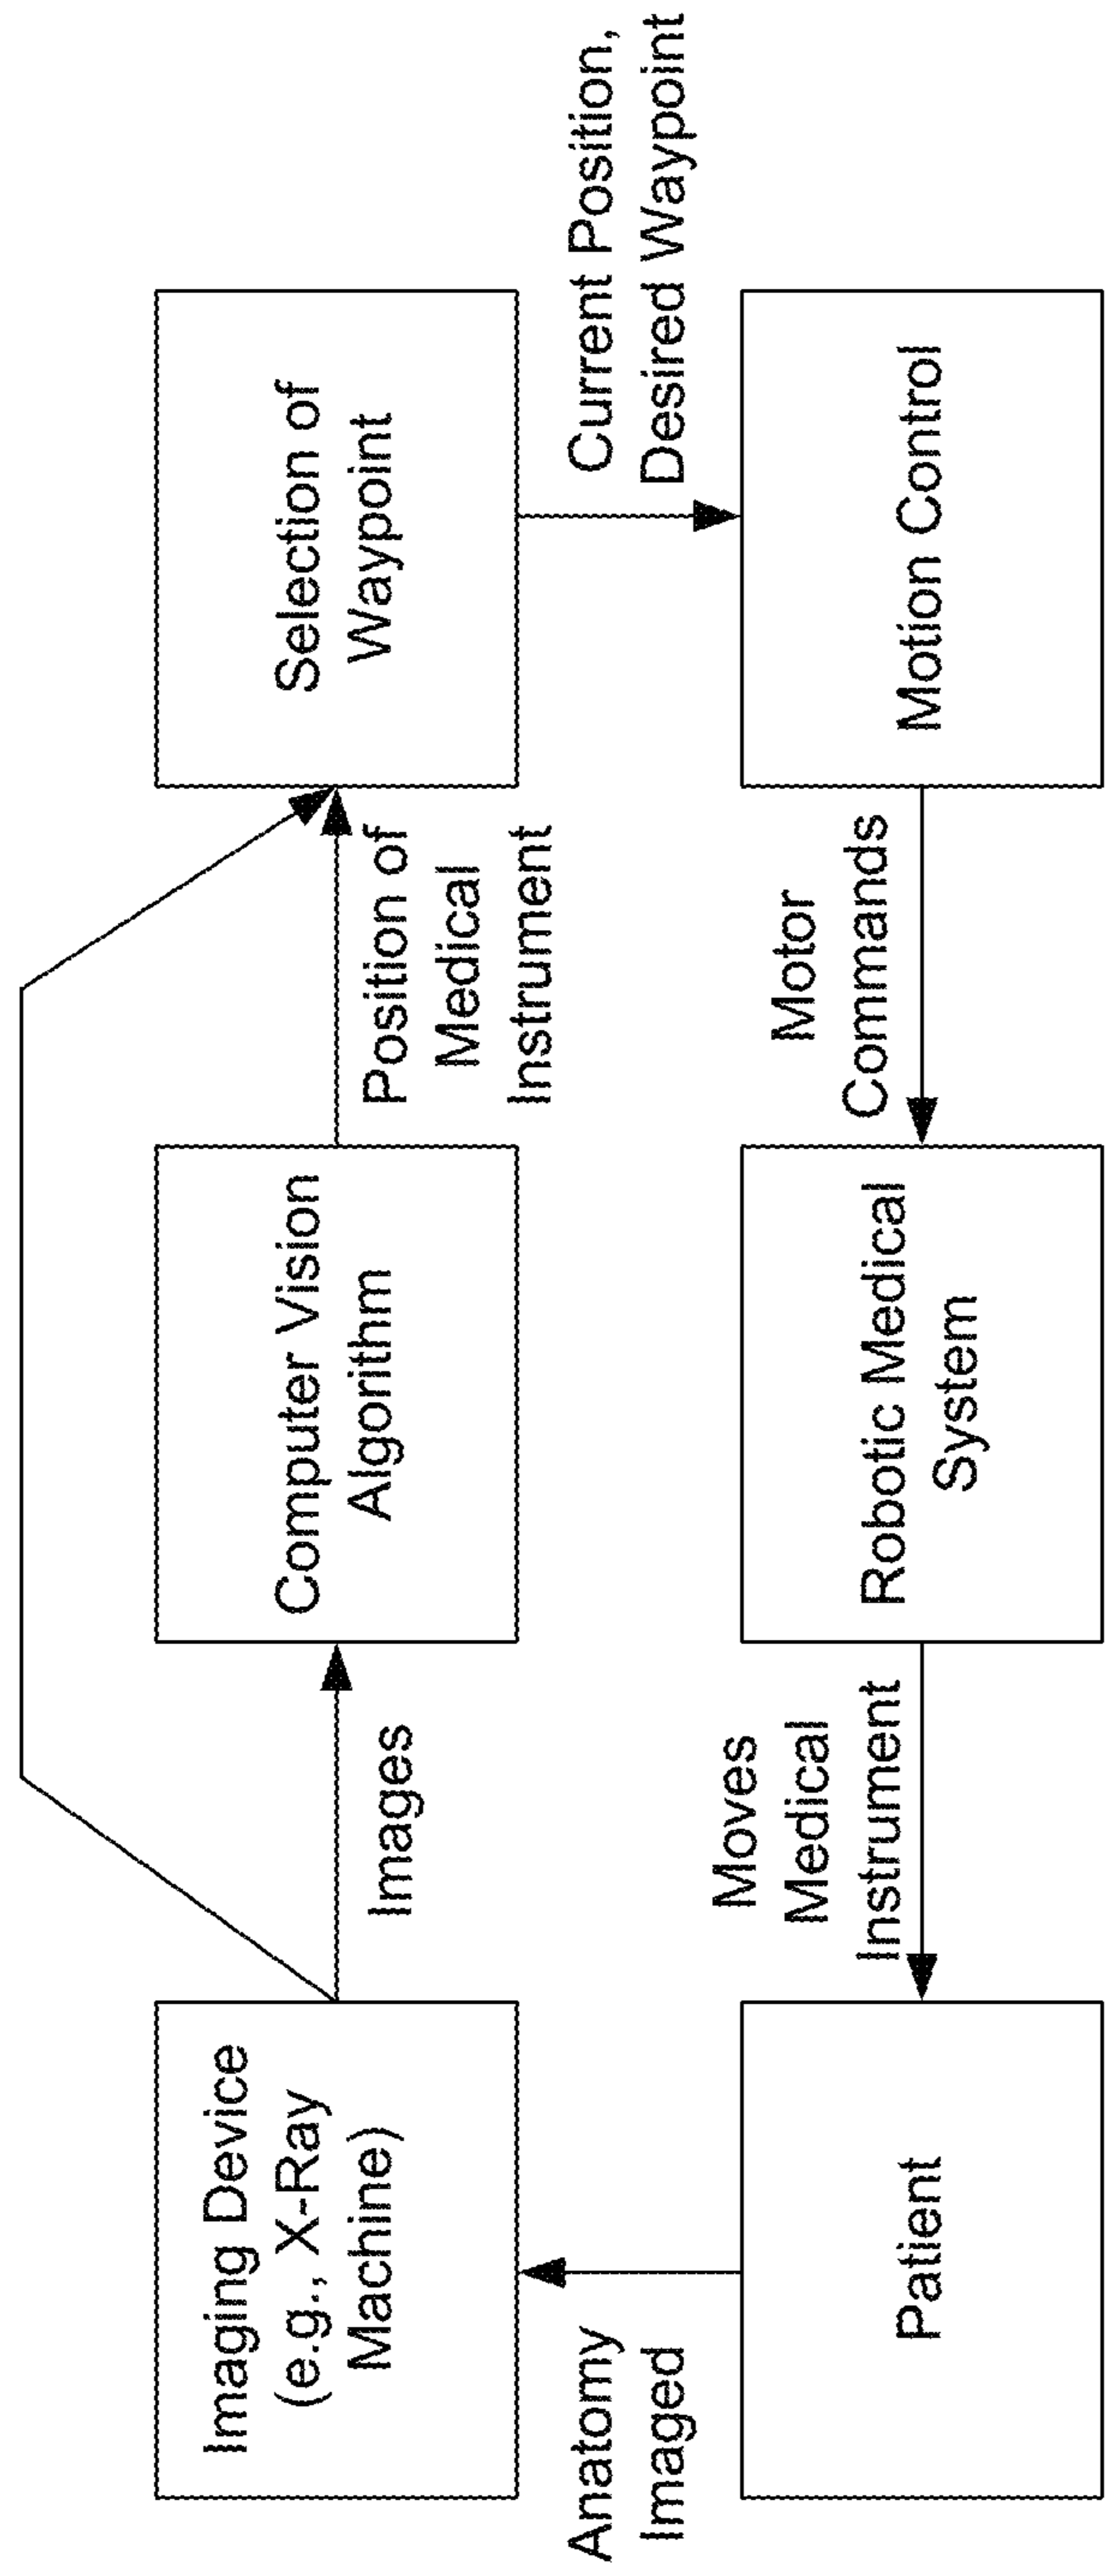 Imaging Device
(e.g., X-Ray
Machine)
Images
Computer Vision
Algorithm
Position of
Medical
Instrument
Selection of
Waypoint
Current Position,
Desired Waypoint
Motion Control
Motor
Commands
Robotic Medical
System
Moves
Medical
Instrument
Patient
Anatomy
Imaged